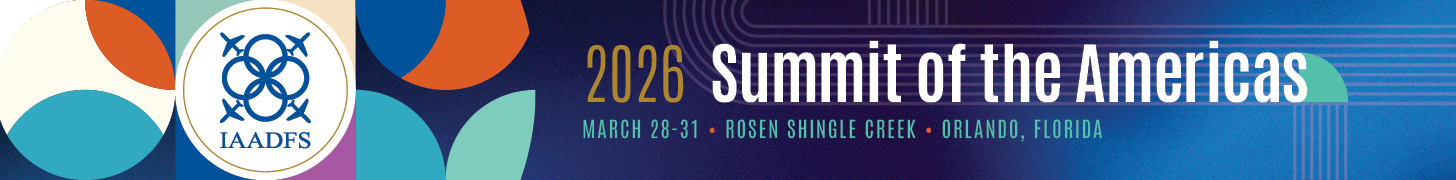 IAADFS
2026 Summit of the Americas
MARCH 28-31 • ROSEN SHINGLE CREEK • ORLANDO, FLORIDA